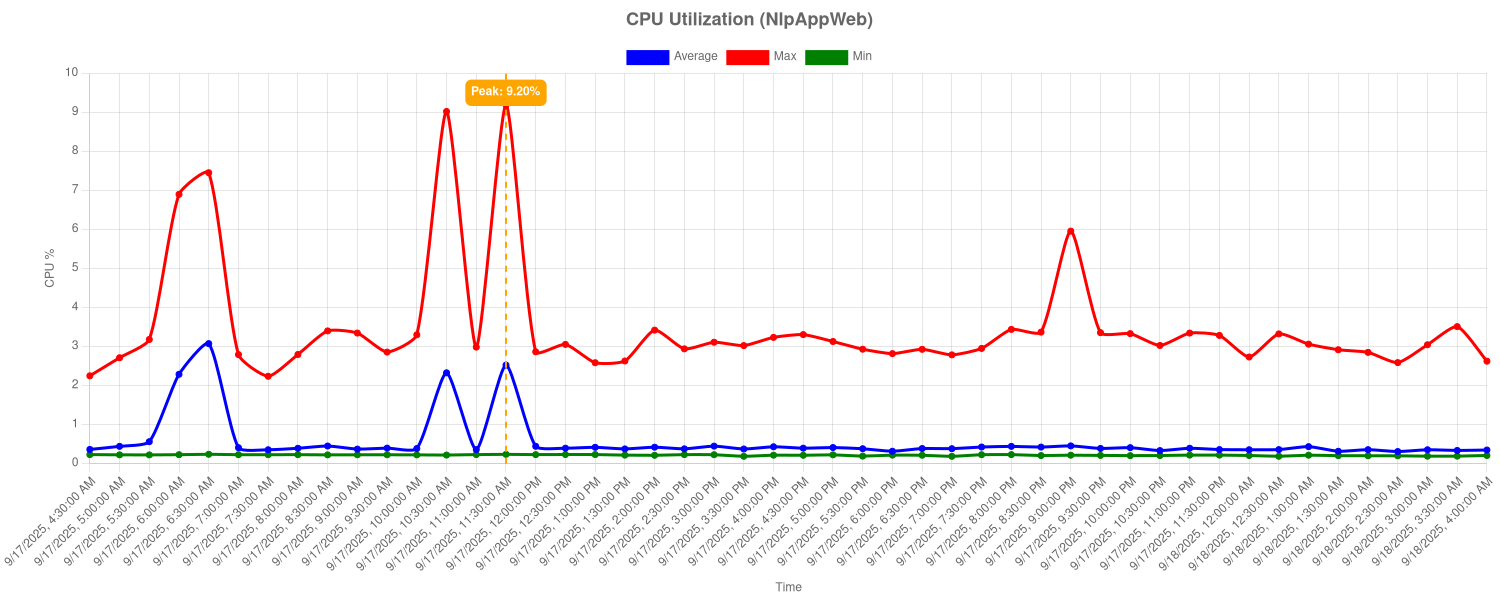 CPU Utilization (NlpAppWeb)
Average Max Min
Peak: 9.20%
10
9
8
7
6
5
4
3
2
1
0
CPU %
9/17/2025, 4:30:00 AM
9/17/2025, 5:00:00 AM
9/17/2025, 5:30:00 AM
9/17/2025, 6:00:00 AM
9/17/2025, 6:30:00 AM
9/17/2025, 7:00:00 AM
9/17/2025, 7:30:00 AM
9/17/2025, 8:00:00 AM
9/17/2025, 8:30:00 AM
9/17/2025, 9:00:00 AM
9/17/2025, 9:30:00 AM
9/17/2025, 10:00:00 AM
9/17/2025, 10:30:00 AM
9/17/2025, 11:00:00 AM
9/17/2025, 11:30:00 AM
9/17/2025, 12:00:00 PM
9/17/2025, 12:30:00 PM
9/17/2025, 1:00:00 PM
9/17/2025, 1:30:00 PM
9/17/2025, 2:00:00 PM
9/17/2025, 2:30:00 PM
9/17/2025, 3:00:00 PM
9/17/2025, 3:30:00 PM
9/17/2025, 4:00:00 PM
9/17/2025, 4:30:00 PM
9/17/2025, 5:00:00 PM
9/17/2025, 5:30:00 PM
9/17/2025, 6:00:00 PM
9/17/2025, 6:30:00 PM
9/17/2025, 7:00:00 PM
9/17/2025, 7:30:00 PM
9/17/2025, 8:00:00 PM
9/17/2025, 8:30:00 PM
9/17/2025, 9:00:00 PM
9/17/2025, 9:30:00 PM
9/17/2025, 10:00:00 PM
9/17/2025, 10:30:00 PM
9/17/2025, 11:00:00 PM
9/17/2025, 11:30:00 PM
9/18/2025, 12:00:00 AM
9/18/2025, 12:30:00 AM
9/18/2025, 1:00:00 AM
9/18/2025, 1:30:00 AM
9/18/2025, 2:00:00 AM
9/18/2025, 2:30:00 AM
9/18/2025, 3:00:00 AM
9/18/2025, 3:30:00 AM
9/18/2025, 4:00:00 AM
Time